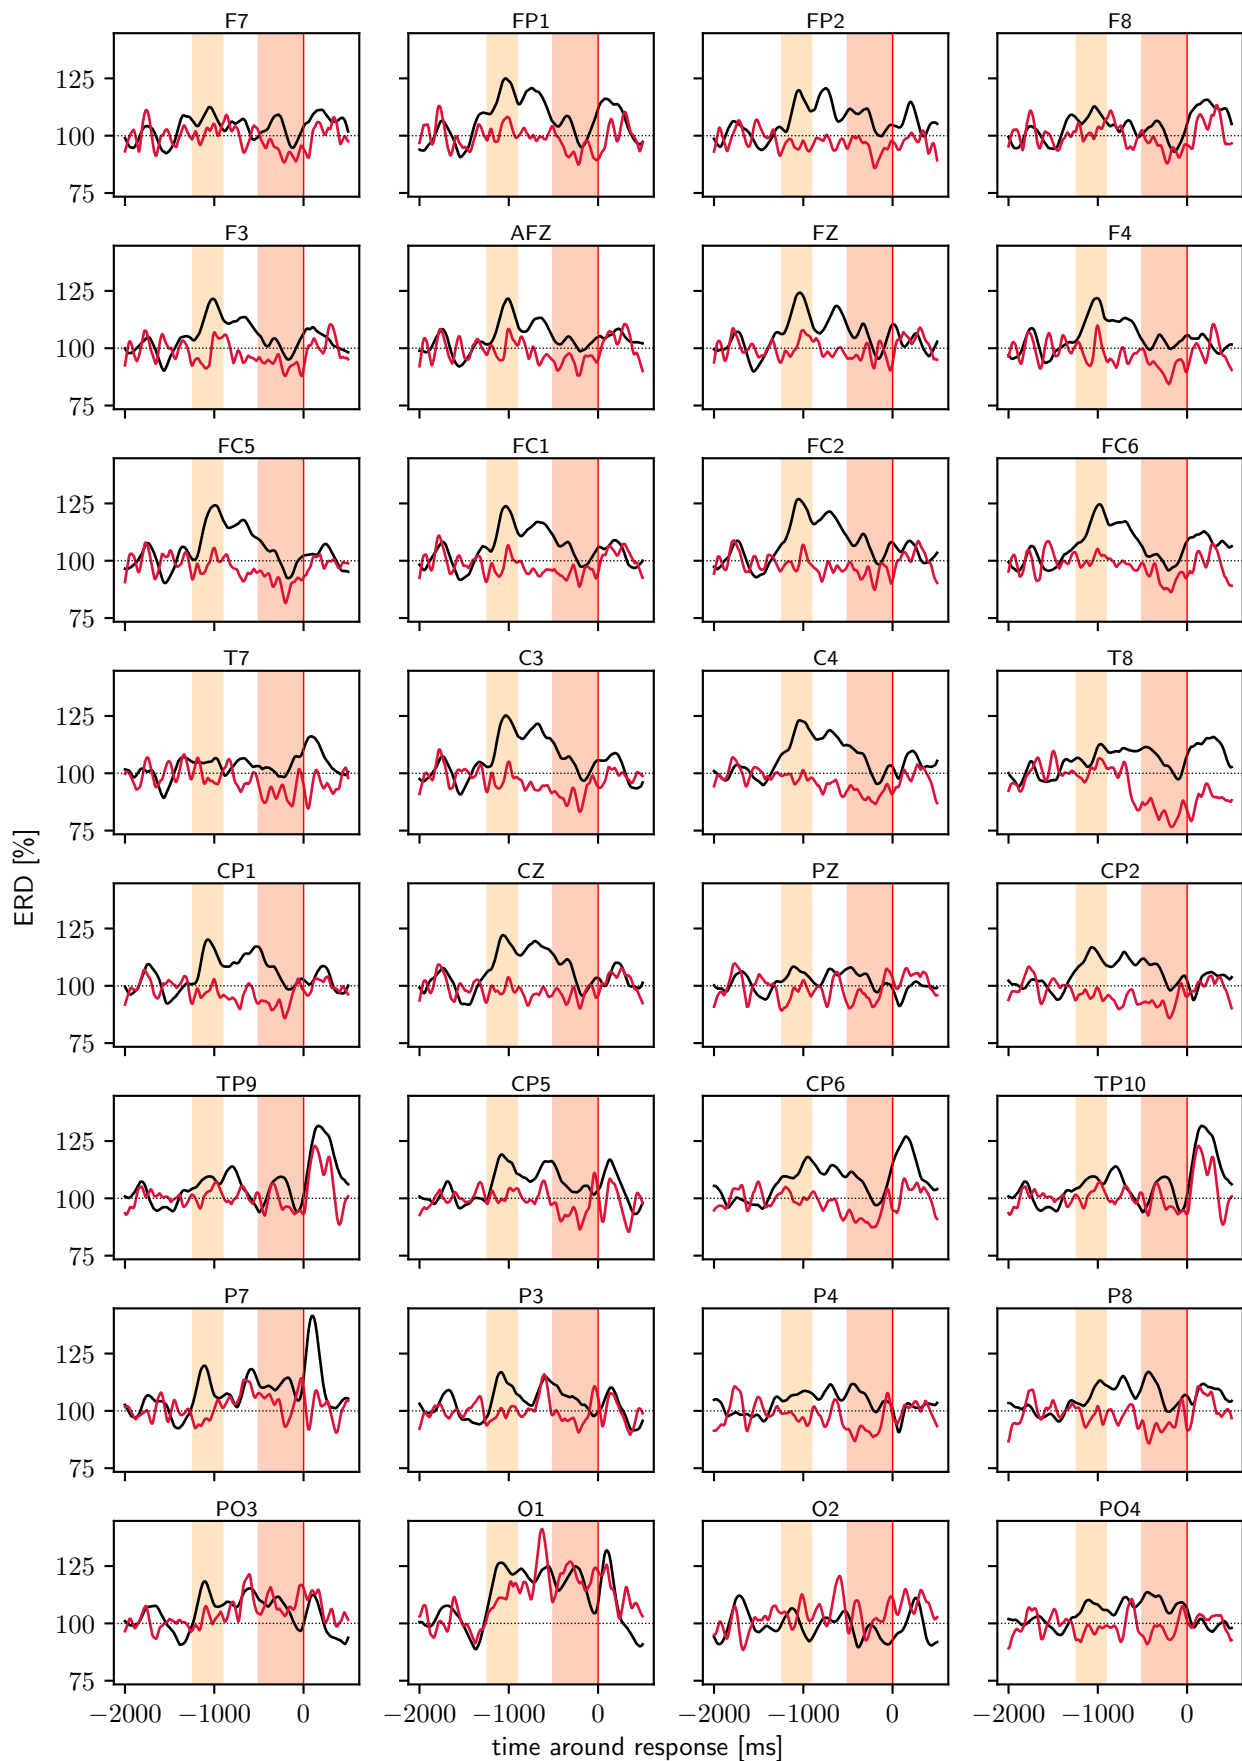 F7 FP1 FP2 F8
125
100
75
F3 AFZ FZ F4
125
100
75
FC5 FC1 FC2 FC6
125
100
75
T7 C3 C4 T8
125
100
75
ERD [%]
CP1 CZ PZ CP2
125
100
75
TP9 CP5 CP6 TP10
125
100
75
P7 P3 P4 P8
125
100
75
PO3 O1 O2 PO4
125
100
75
−2000 −1000 0 −2000 −1000 0 −2000 −1000 0 −2000 −1000 0
time around response [ms]